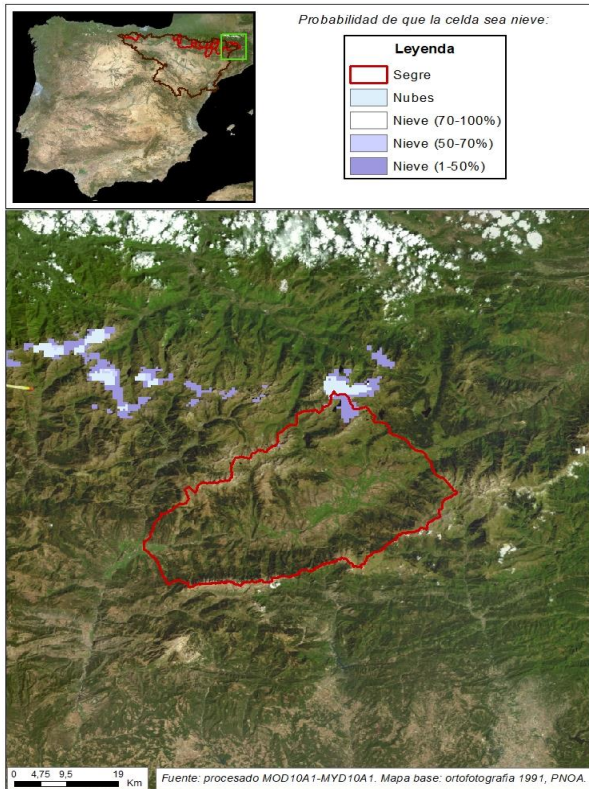 Probabilidad de que la celda sea nieve:
Leyenda
Segre
Nubes
Nieve (70-100%)
Nieve (50-70%)
Nieve (1-50%)
0 4,75 9,5 19
Km
Fuente: procesado MOD10A1-MYD10A1. Mapa base: ortofotografia 1991, PNOA.